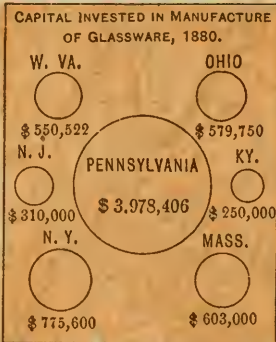 CAPITAL INVESTED IN MANUFACTURE
OF GLASSWARE, 1880.
W. VA.
$550,522
OHIO
$579,750
N. J.
$310,000
PENNSYLVANIA
$3,978,406
KY.
$250,000
N. Y.
$775,600
MASS.
$603,000